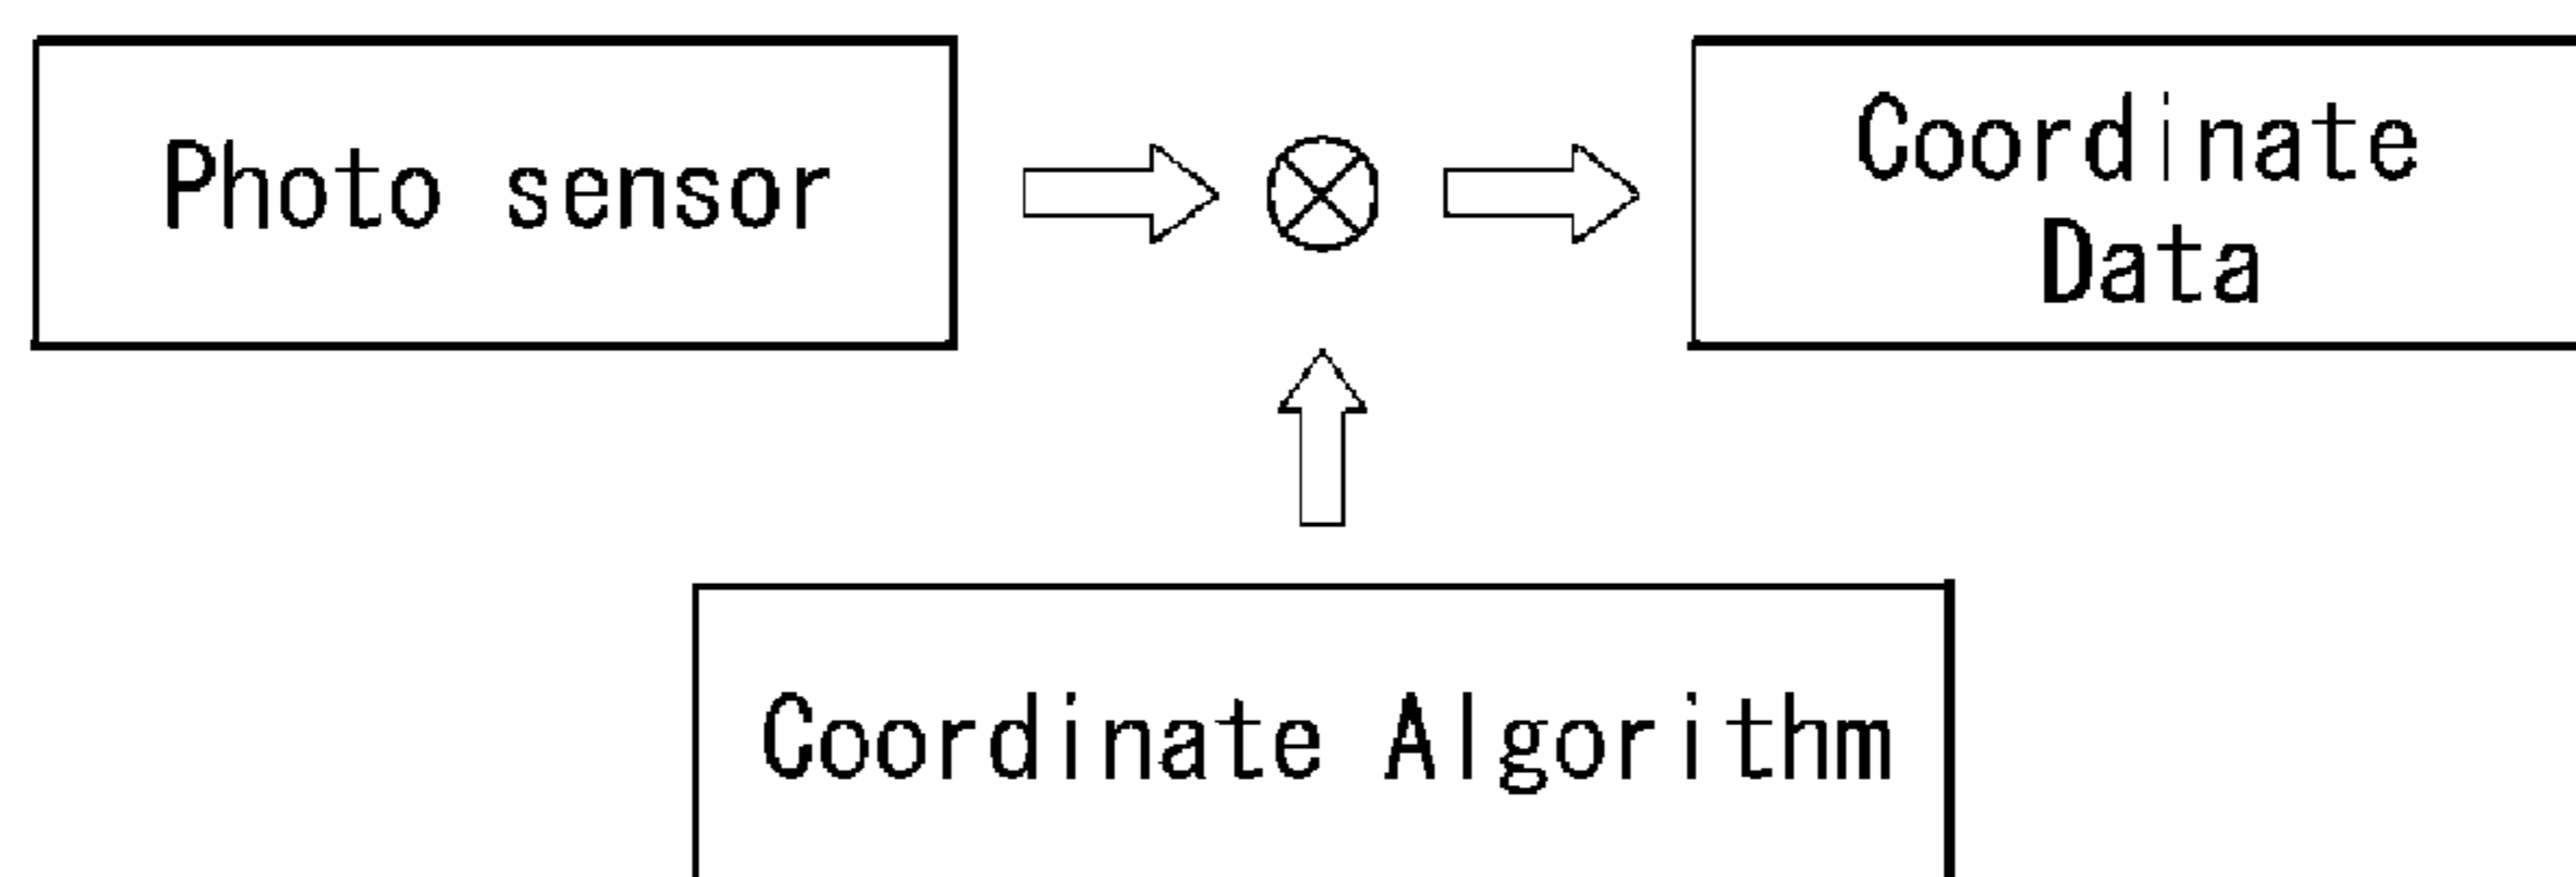 Photo sensor
Coordinate
Data
Coordinate Algorithm